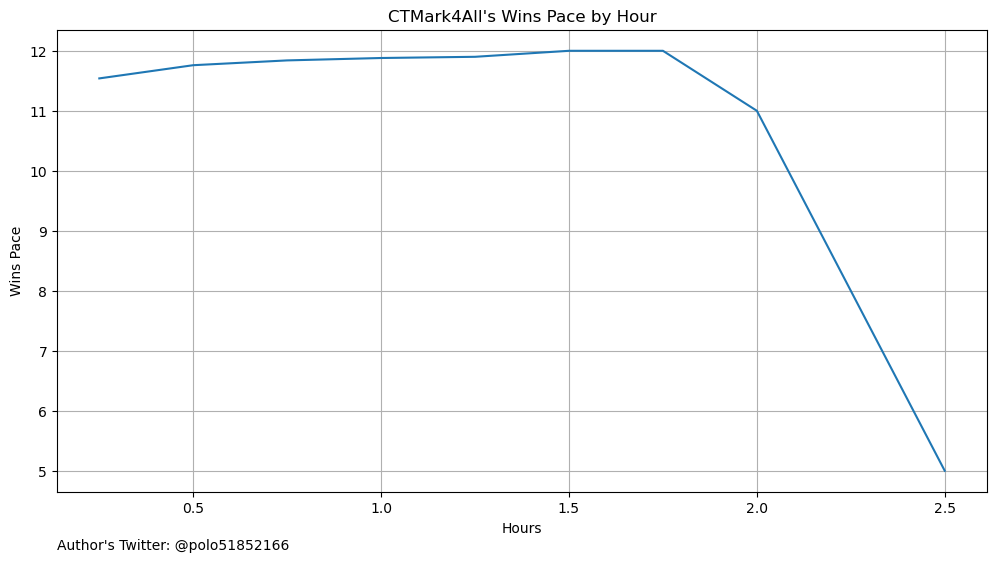 CTMark4All's Wins Pace by Hour
Wins Pace
12
11
10
9
8
7
6
5
0.5 1.0 1.5 2.0 2.5
Hours
Author's Twitter: @polo51852166